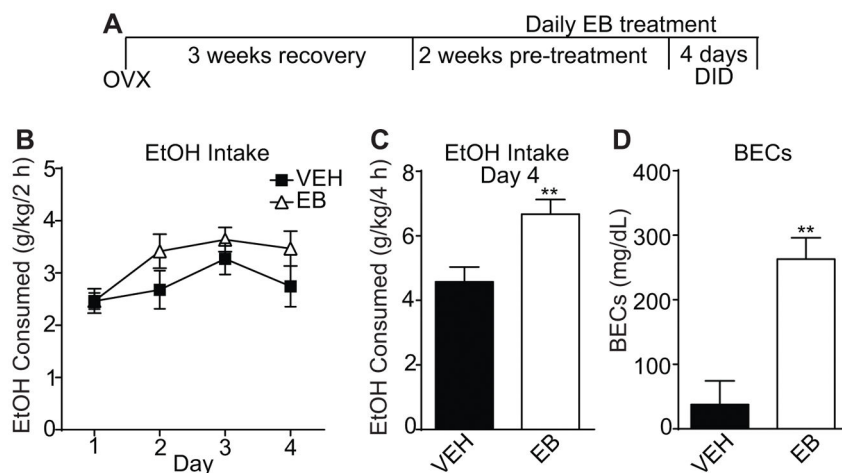 A
Daily EB treatment
3 weeks recovery
2 weeks pre-treatment
4 days
DID
OVX
B
EtOH Intake
VEH
EB
EtOH Consumed (g/kg/2 h)
5
4
3
2
1
0
1 2 3 4
Day
C
EtOH Intake
Day 4
**
EtOH Consumed (g/kg/4 h)
8
6
4
2
0
VEH
EB
D
BECs
**
BECs (mg/dL)
400
300
200
100
0
VEH
EB